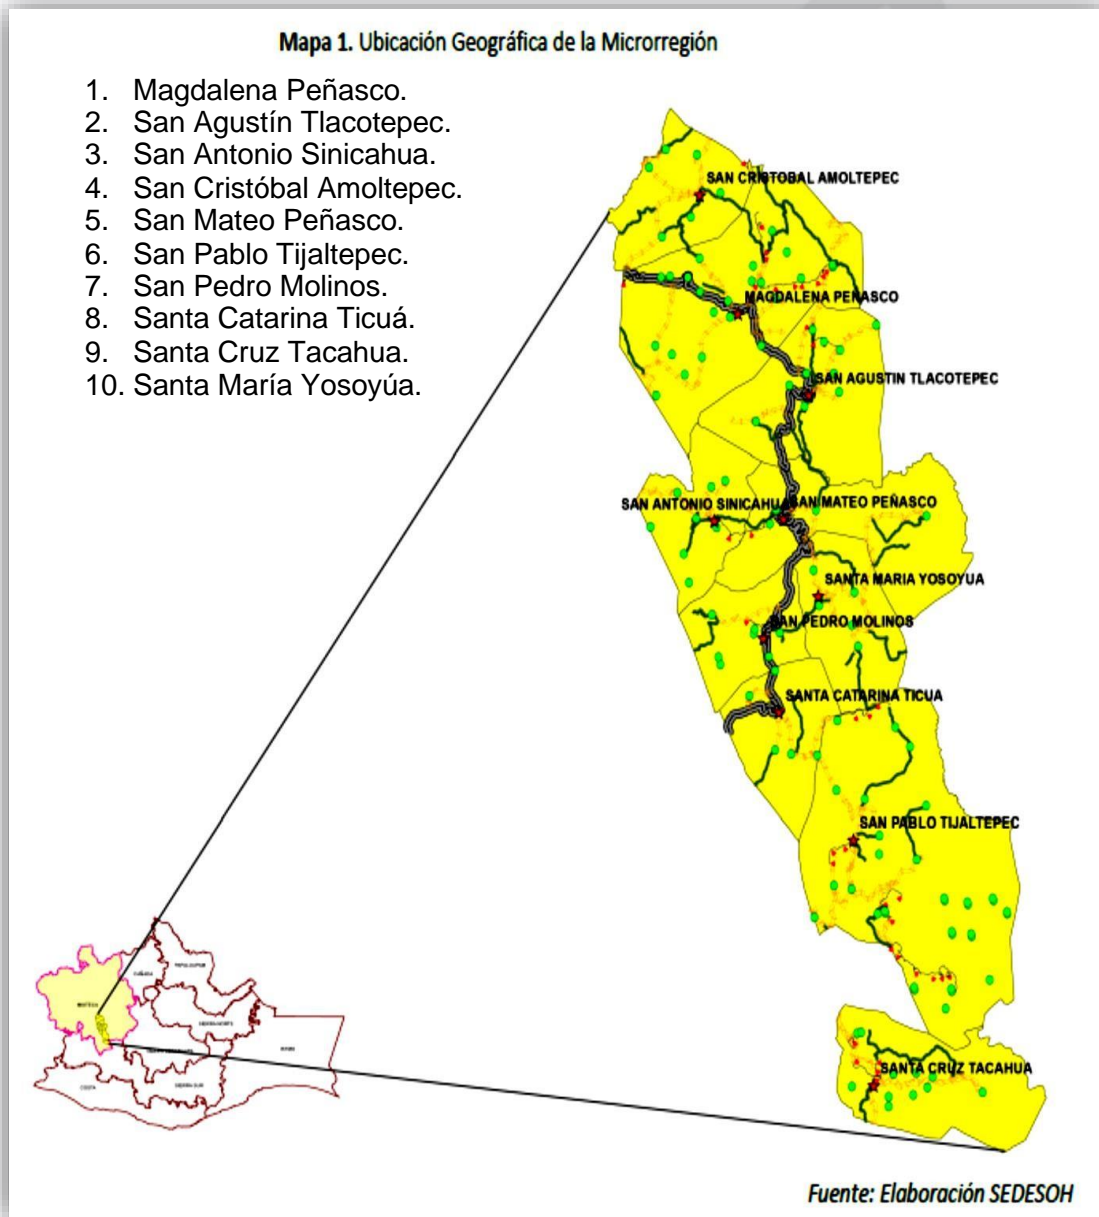 Mapa 1. Ubicación Geográfica de la Microrregión
1. Magdalena Peñasco.
2. San Agustín Tlacotepec.
3. San Antonio Sinicahua.
4. San Cristóbal Amoltepec.
5. San Mateo Peñasco.
6. San Pablo Tijaltepec.
7. San Pedro Molinos.
8. Santa Catarina Ticuá.
9. Santa Cruz Tacahua.
10. Santa María Yosoyúa.
SAN CRISTOBAL AMOLTEPEC
MAGDALENA PEÑASCO
SAN AGUSTIN TLACOTEPEC
SAN ANTONIO SINICAHUA
SAN MATEO PEÑASCO
SANTA MARIA YOSOYUA
SAN PEDRO MOLINOS
SANTA CATARINA TICUA
SAN PABLO TIJALTEPEC
SANTA CRUZ TACAHUA
MIXTECA
CAÑADA
SIERRA NORTE
COSTA
SIERRA SUR
Fuente: Elaboración SEDESOH